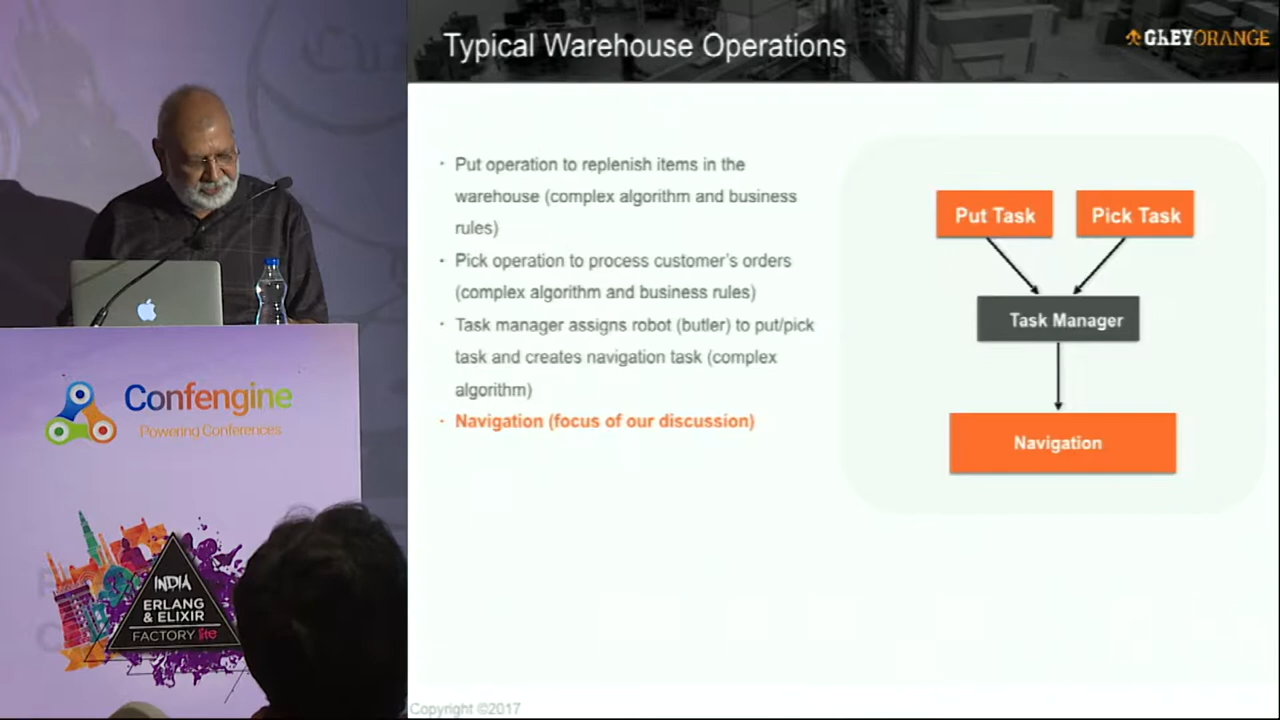 Typical Warehouse Operations
GREYORANGE
· Put operation to replenish items in the
warehouse (complex algorithm and business
rules)
· Pick operation to process customer's orders
(complex algorithm and business rules)
· Task manager assigns robot (butler) to put/pick
task and creates navigation task (complex
algorithm)
· Navigation (focus of our discussion)
Put Task
Pick Task
Task Manager
Navigation
Confengine
Powering Conferences
INDIA
ERLANG
& ELIXIR
FACTORY lite
Copyright ©2017